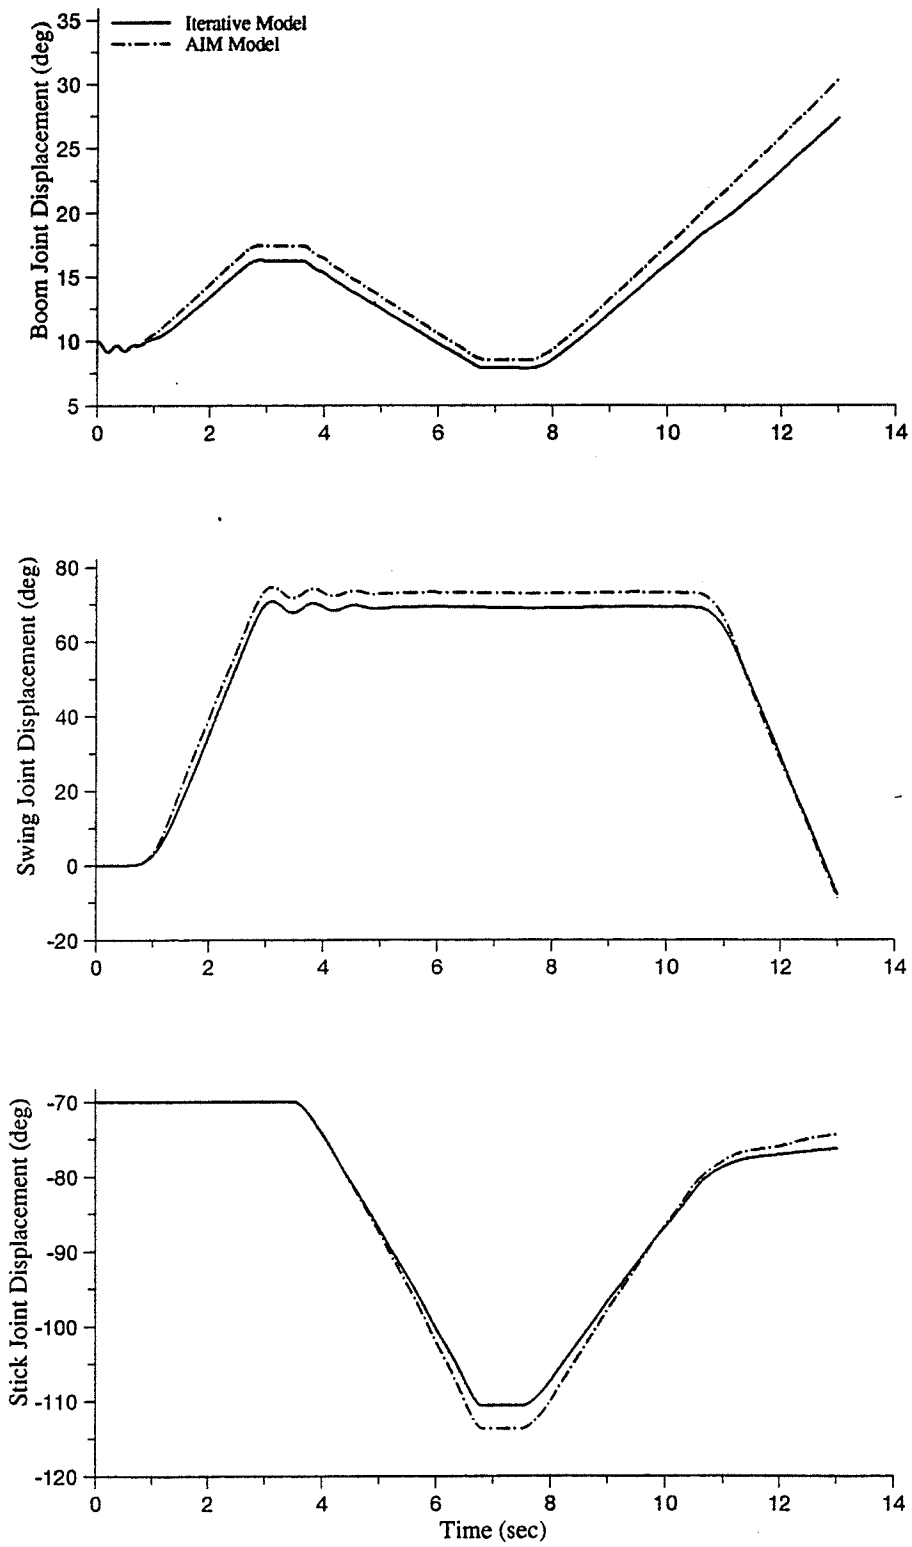 Boom Joint Displacement (deg)
35
30
25
20
15
10
5
Iterative Model
AIM Model
0 2 4 6 8 10 12 14
Swing Joint Displacement (deg)
80
60
40
20
0
-20
0 2 4 6 8 10 12 14
Stick Joint Displacement (deg)
-70
-80
-90
-100
-110
-120
0 2 4 6 8 10 12 14
Time (sec)